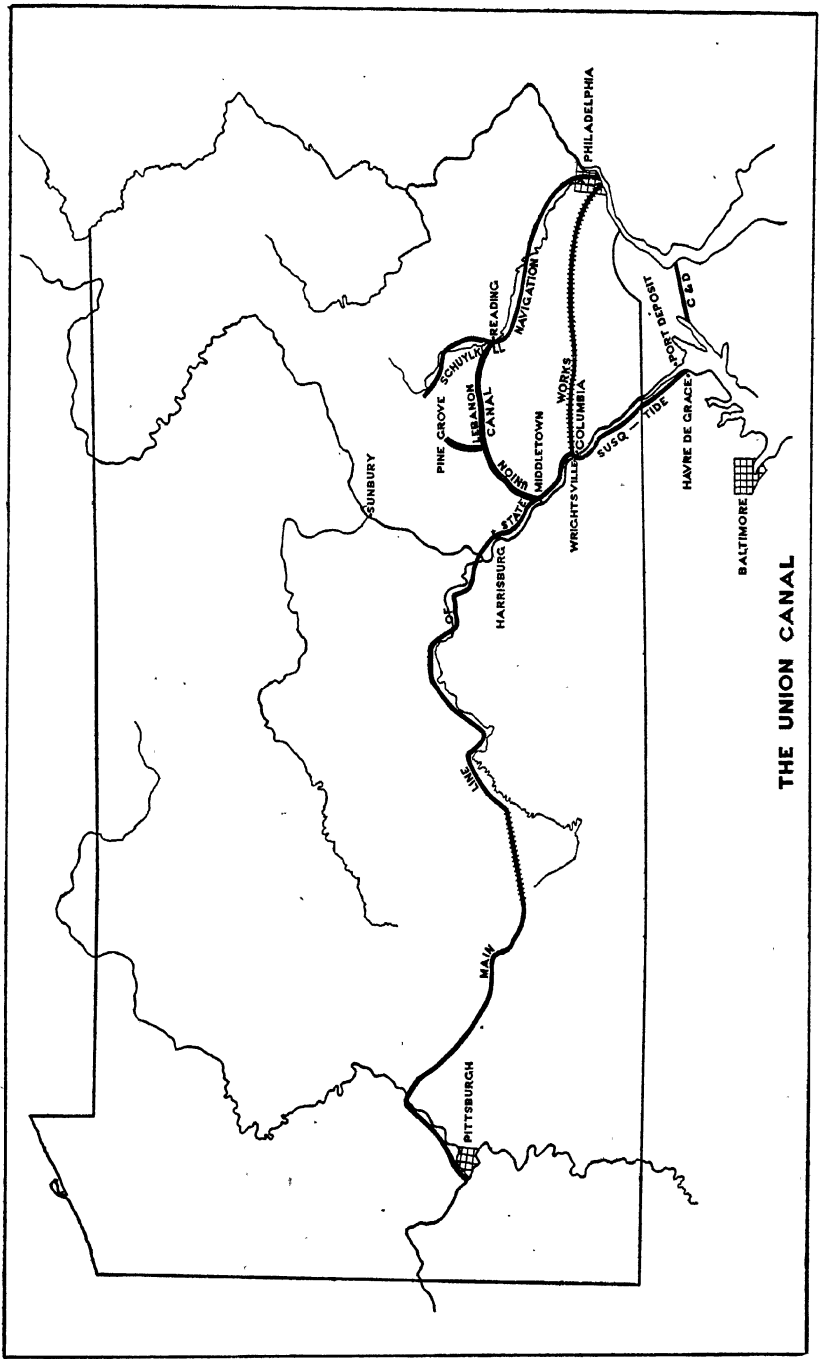 PHILADELPHIA
READING
NAVIGATION
SCHUYLK
C & D
PORT DEPOSIT
WORKS
COLUMBIA
PINE GROVE
LEBANON
CANAL
UNION
MIDDLETOWN
SUSQ — TIDE
HAVRE DE GRACE
WRIGHTSVILLE
SUNBURY
STATE
HARRISBURG
OF
BALTIMORE
LINE
MAIN
PITTSBURGH
THE UNION CANAL